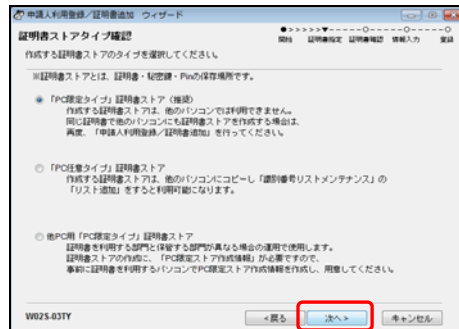 申請人利用登録/証明書追加 ウィザード
証明書ストアタイプ確認
開始 証明書指定 証明書確認 情報入力 登録
作成する証明書ストアのタイプを選択してください。
※証明書ストアとは、証明書・秘密鍵・Pinの保存場所です。
「PC限定タイプ」証明書ストア (推奨)
作成する証明書ストアは、他のパソコンでは利用できません。
同じ証明書で他のパソコンにも証明書ストアを作成する場合は、
再度、「申請人利用登録/証明書追加」を行ってください。
「PC任意タイプ」証明書ストア
作成する証明書ストアは、他のパソコンにコピーし「識別番号リストメンテナンス」の
「リスト追加」をすると利用可能になります。
他PC用「PC限定タイプ」証明書ストア
証明書を利用する部門と保管する部門が異なる場合の運用で使用します。
証明書ストアの作成に、「PC限定ストア作成情報」が必要ですので、
事前に証明書を利用するパソコンでPC限定ストア作成情報を作成し、用意してください。
W02S-03TY
<戻る
次へ>
キャンセル